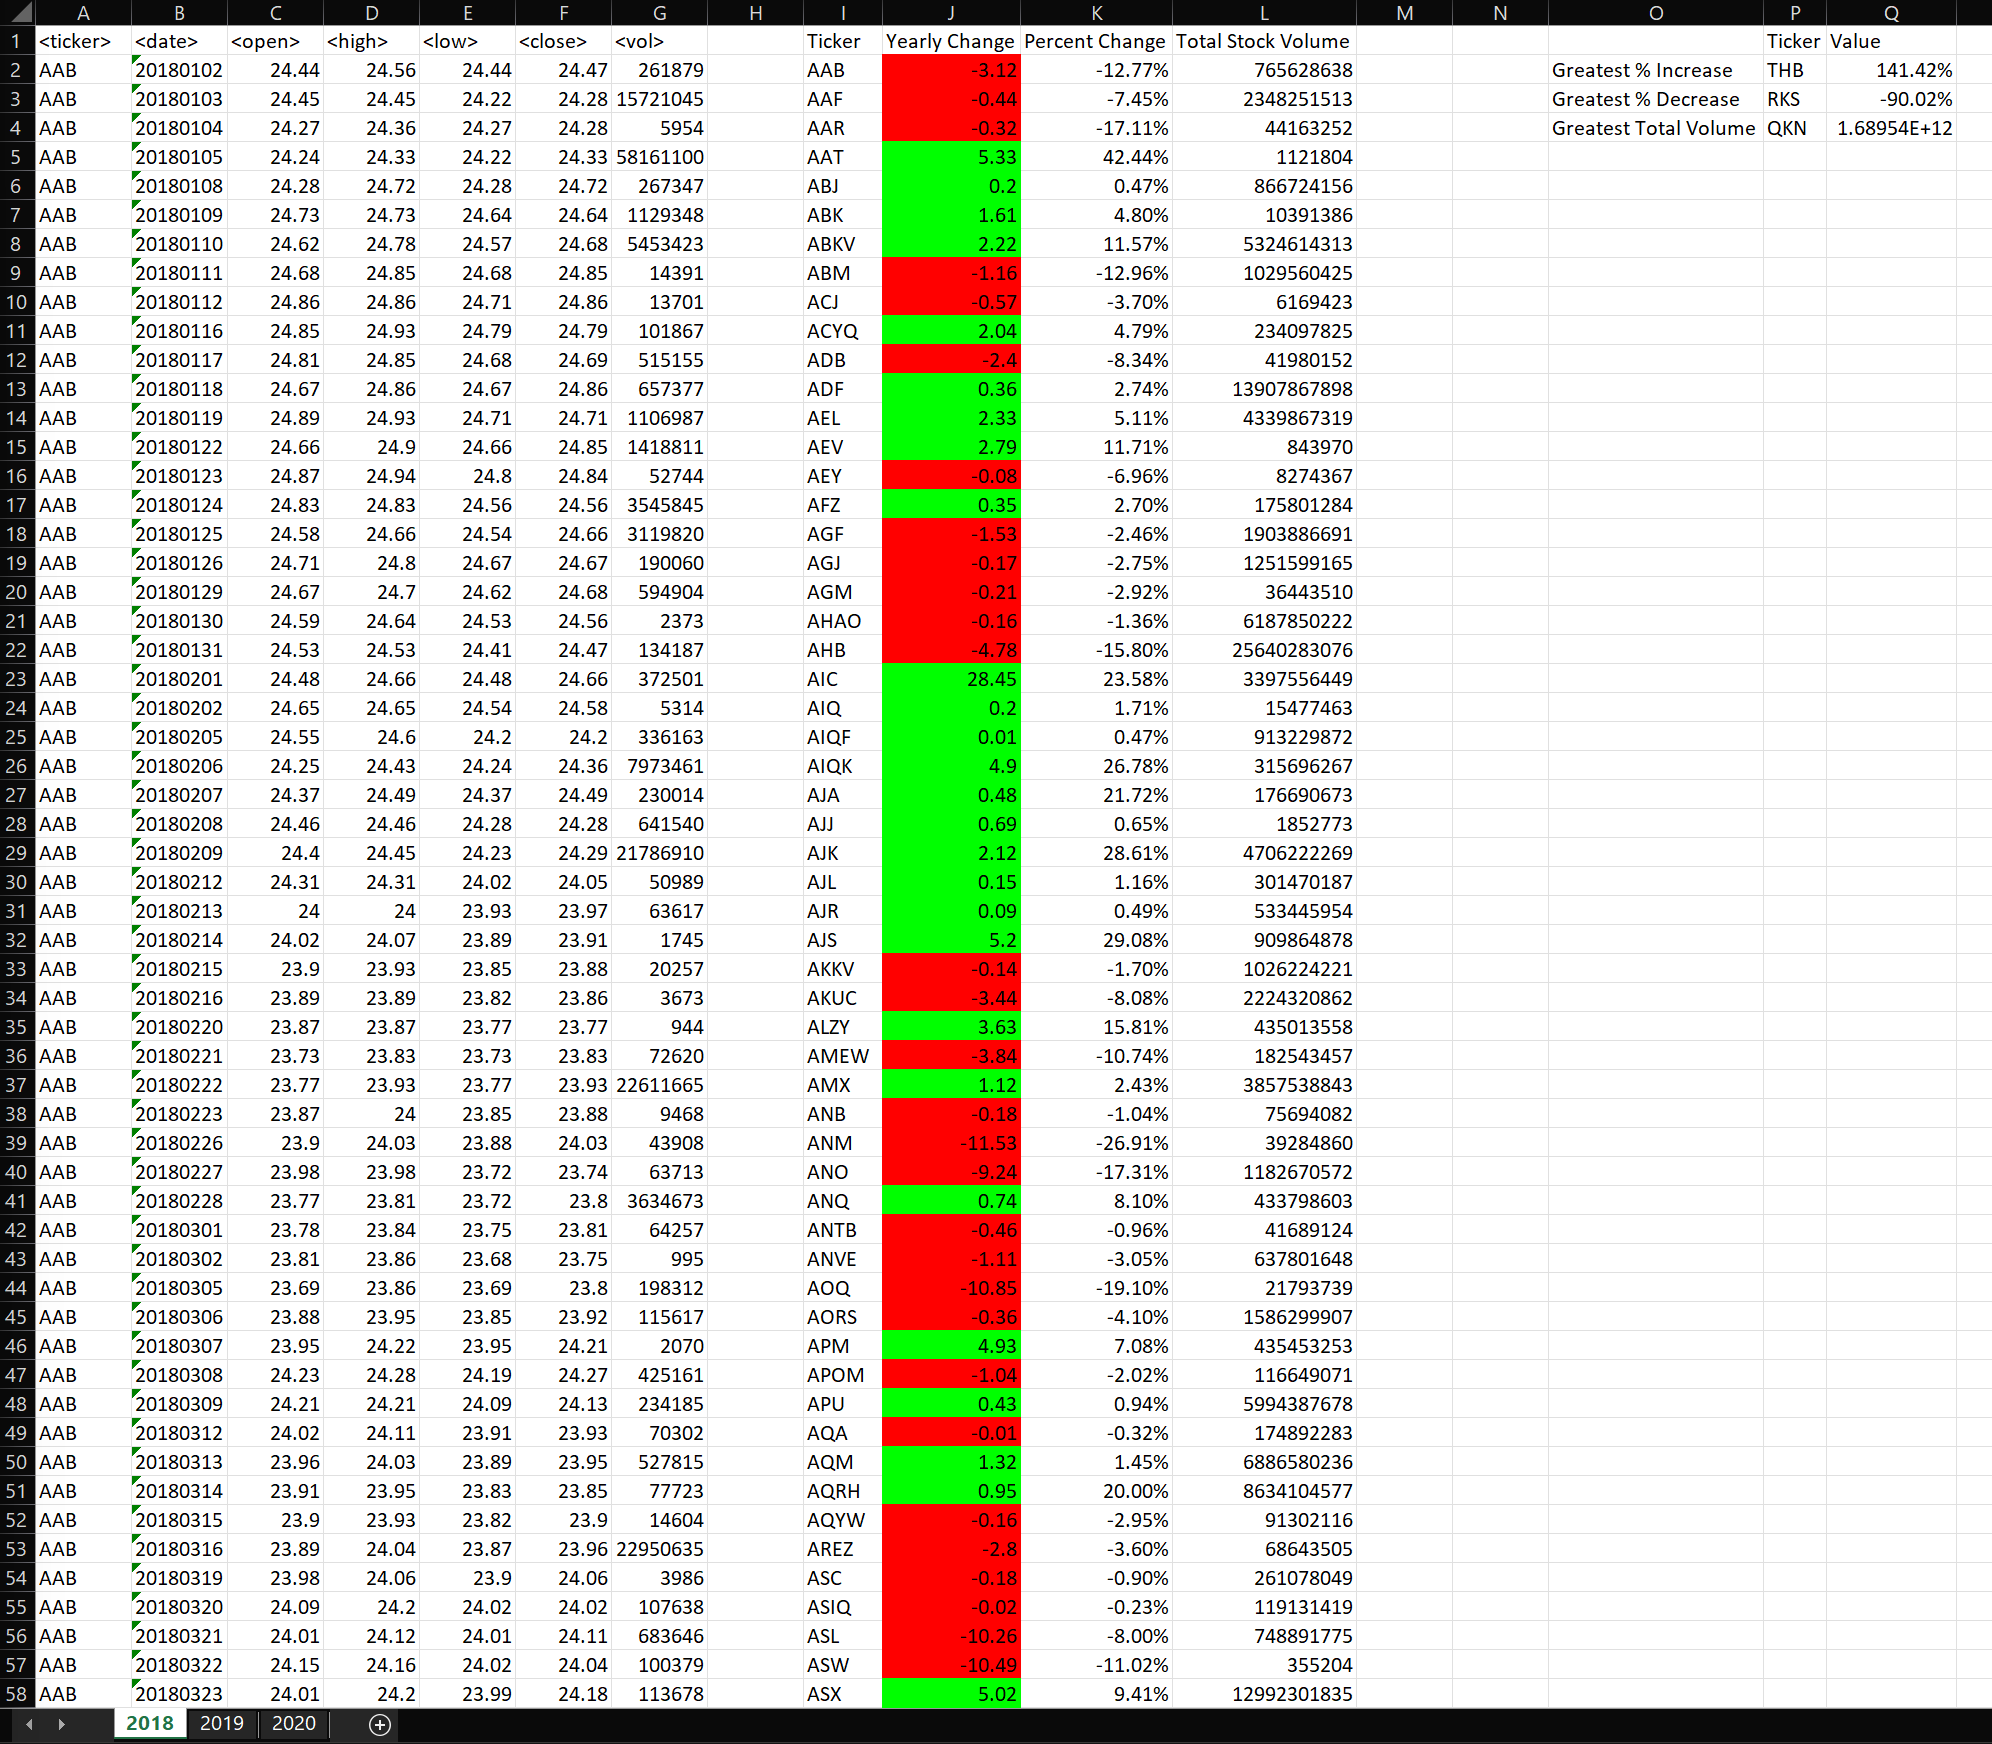 A B C D E F G H I J K L M N O P Q
1 <ticker> <date> <open> <high> <low> <close> <vol> Ticker Yearly Change Percent Change Total Stock Volume Ticker Value
2 AAB 20180102 24.44 24.56 24.44 24.47 261879 AAB -3.12 -12.77% 765628638 Greatest % Increase THB 141.42%
3 AAB 20180103 24.45 24.45 24.22 24.28 15721045 AAF -0.44 -7.45% 2348251513 Greatest % Decrease RKS -90.02%
4 AAB 20180104 24.27 24.36 24.27 24.28 5954 AAR -0.32 -17.11% 44163252 Greatest Total Volume QKN 1.68954E+12
5 AAB 20180105 24.24 24.33 24.22 24.33 58161100 AAT 5.33 42.44% 1121804
6 AAB 20180108 24.28 24.72 24.28 24.72 267347 ABJ 0.2 0.47% 866724156
7 AAB 20180109 24.73 24.73 24.64 24.64 1129348 ABK 1.61 4.80% 10391386
8 AAB 20180110 24.62 24.78 24.57 24.68 5453423 ABKV 2.22 11.57% 5324614313
9 AAB 20180111 24.68 24.85 24.68 24.85 14391 ABM -1.16 -12.96% 1029560425
10 AAB 20180112 24.86 24.86 24.71 24.86 13701 ACJ -0.57 -3.70% 6169423
11 AAB 20180116 24.85 24.93 24.79 24.79 101867 ACYQ 2.04 4.79% 234097825
12 AAB 20180117 24.81 24.85 24.68 24.69 515155 ADB -2.4 -8.34% 41980152
13 AAB 20180118 24.67 24.86 24.67 24.86 657377 ADF 0.36 2.74% 13907867898
14 AAB 20180119 24.89 24.93 24.71 24.71 1106987 AEL 2.33 5.11% 4339867319
15 AAB 20180122 24.66 24.9 24.66 24.85 1418811 AEV 2.79 11.71% 843970
16 AAB 20180123 24.87 24.94 24.8 24.84 52744 AEY -0.08 -6.96% 8274367
17 AAB 20180124 24.83 24.83 24.56 24.56 3545845 AFZ 0.35 2.70% 175801284
18 AAB 20180125 24.58 24.66 24.54 24.66 3119820 AGF -1.53 -2.46% 1903886691
19 AAB 20180126 24.71 24.8 24.67 24.67 190060 AGJ -0.17 -2.75% 1251599165
20 AAB 20180129 24.67 24.7 24.62 24.68 594904 AGM -0.21 -2.92% 36443510
21 AAB 20180130 24.59 24.64 24.53 24.56 2373 AHAO -0.16 -1.36% 6187850222
22 AAB 20180131 24.53 24.53 24.41 24.47 134187 AHB -4.78 -15.80% 25640283076
23 AAB 20180201 24.48 24.66 24.48 24.66 372501 AIC 28.45 23.58% 3397556449
24 AAB 20180202 24.65 24.65 24.54 24.58 5314 AIQ 0.2 1.71% 15477463
25 AAB 20180205 24.55 24.6 24.2 24.2 336163 AIQF 0.01 0.47% 913229872
26 AAB 20180206 24.25 24.43 24.24 24.36 7973461 AIQK 4.9 26.78% 315696267
27 AAB 20180207 24.37 24.49 24.37 24.49 230014 AJA 0.48 21.72% 176690673
28 AAB 20180208 24.46 24.46 24.28 24.28 641540 AJJ 0.69 0.65% 1852773
29 AAB 20180209 24.4 24.45 24.23 24.29 21786910 AJK 2.12 28.61% 4706222269
30 AAB 20180212 24.31 24.31 24.02 24.05 50989 AJL 0.15 1.16% 301470187
31 AAB 20180213 24 24 23.93 23.97 63617 AJR 0.09 0.49% 533445954
32 AAB 20180214 24.02 24.07 23.89 23.91 1745 AJS 5.2 29.08% 909864878
33 AAB 20180215 23.9 23.93 23.85 23.88 20257 AKKV -0.14 -1.70% 1026224221
34 AAB 20180216 23.89 23.89 23.82 23.86 3673 AKUC -3.44 -8.08% 2224320862
35 AAB 20180220 23.87 23.87 23.77 23.77 944 ALZY 3.63 15.81% 435013558
36 AAB 20180221 23.73 23.83 23.73 23.83 72620 AMEW -3.84 -10.74% 182543457
37 AAB 20180222 23.77 23.93 23.77 23.93 22611665 AMX 1.12 2.43% 3857538843
38 AAB 20180223 23.87 24 23.85 23.88 9468 ANB -0.18 -1.04% 75694082
39 AAB 20180226 23.9 24.03 23.88 24.03 43908 ANM -11.53 -26.91% 39284860
40 AAB 20180227 23.98 23.98 23.72 23.74 63713 ANO -9.24 -17.31% 1182670572
41 AAB 20180228 23.77 23.81 23.72 23.8 3634673 ANQ 0.74 8.10% 433798603
42 AAB 20180301 23.78 23.84 23.75 23.81 64257 ANTB -0.46 -0.96% 41689124
43 AAB 20180302 23.81 23.86 23.68 23.75 995 ANVE -1.11 -3.05% 637801648
44 AAB 20180305 23.69 23.86 23.69 23.8 198312 AOQ -10.85 -19.10% 21793739
45 AAB 20180306 23.88 23.95 23.85 23.92 115617 AORS -0.36 -4.10% 1586299907
46 AAB 20180307 23.95 24.22 23.95 24.21 2070 APM 4.93 7.08% 435453253
47 AAB 20180308 24.23 24.28 24.19 24.27 425161 APOM -1.04 -2.02% 116649071
48 AAB 20180309 24.21 24.21 24.09 24.13 234185 APU 0.43 0.94% 5994387678
49 AAB 20180312 24.02 24.11 23.91 23.93 70302 AQA -0.01 -0.32% 174892283
50 AAB 20180313 23.96 24.03 23.89 23.95 527815 AQM 1.32 1.45% 6886580236
51 AAB 20180314 23.91 23.95 23.83 23.85 77723 AQRH 0.95 20.00% 8634104577
52 AAB 20180315 23.9 23.93 23.82 23.9 14604 AQYW -0.16 -2.95% 91302116
53 AAB 20180316 23.89 24.04 23.87 23.96 22950635 AREZ -2.8 -3.60% 68643505
54 AAB 20180319 23.98 24.06 23.9 24.06 3986 ASC -0.18 -0.90% 261078049
55 AAB 20180320 24.09 24.2 24.02 24.02 107638 ASIQ -0.02 -0.23% 119131419
56 AAB 20180321 24.01 24.12 24.01 24.11 683646 ASL -10.26 -8.00% 748891775
57 AAB 20180322 24.15 24.16 24.02 24.04 100379 ASW -10.49 -11.02% 355204
58 AAB 20180323 24.01 24.2 23.99 24.18 113678 ASX 5.02 9.41% 12992301835
2018 2019 2020